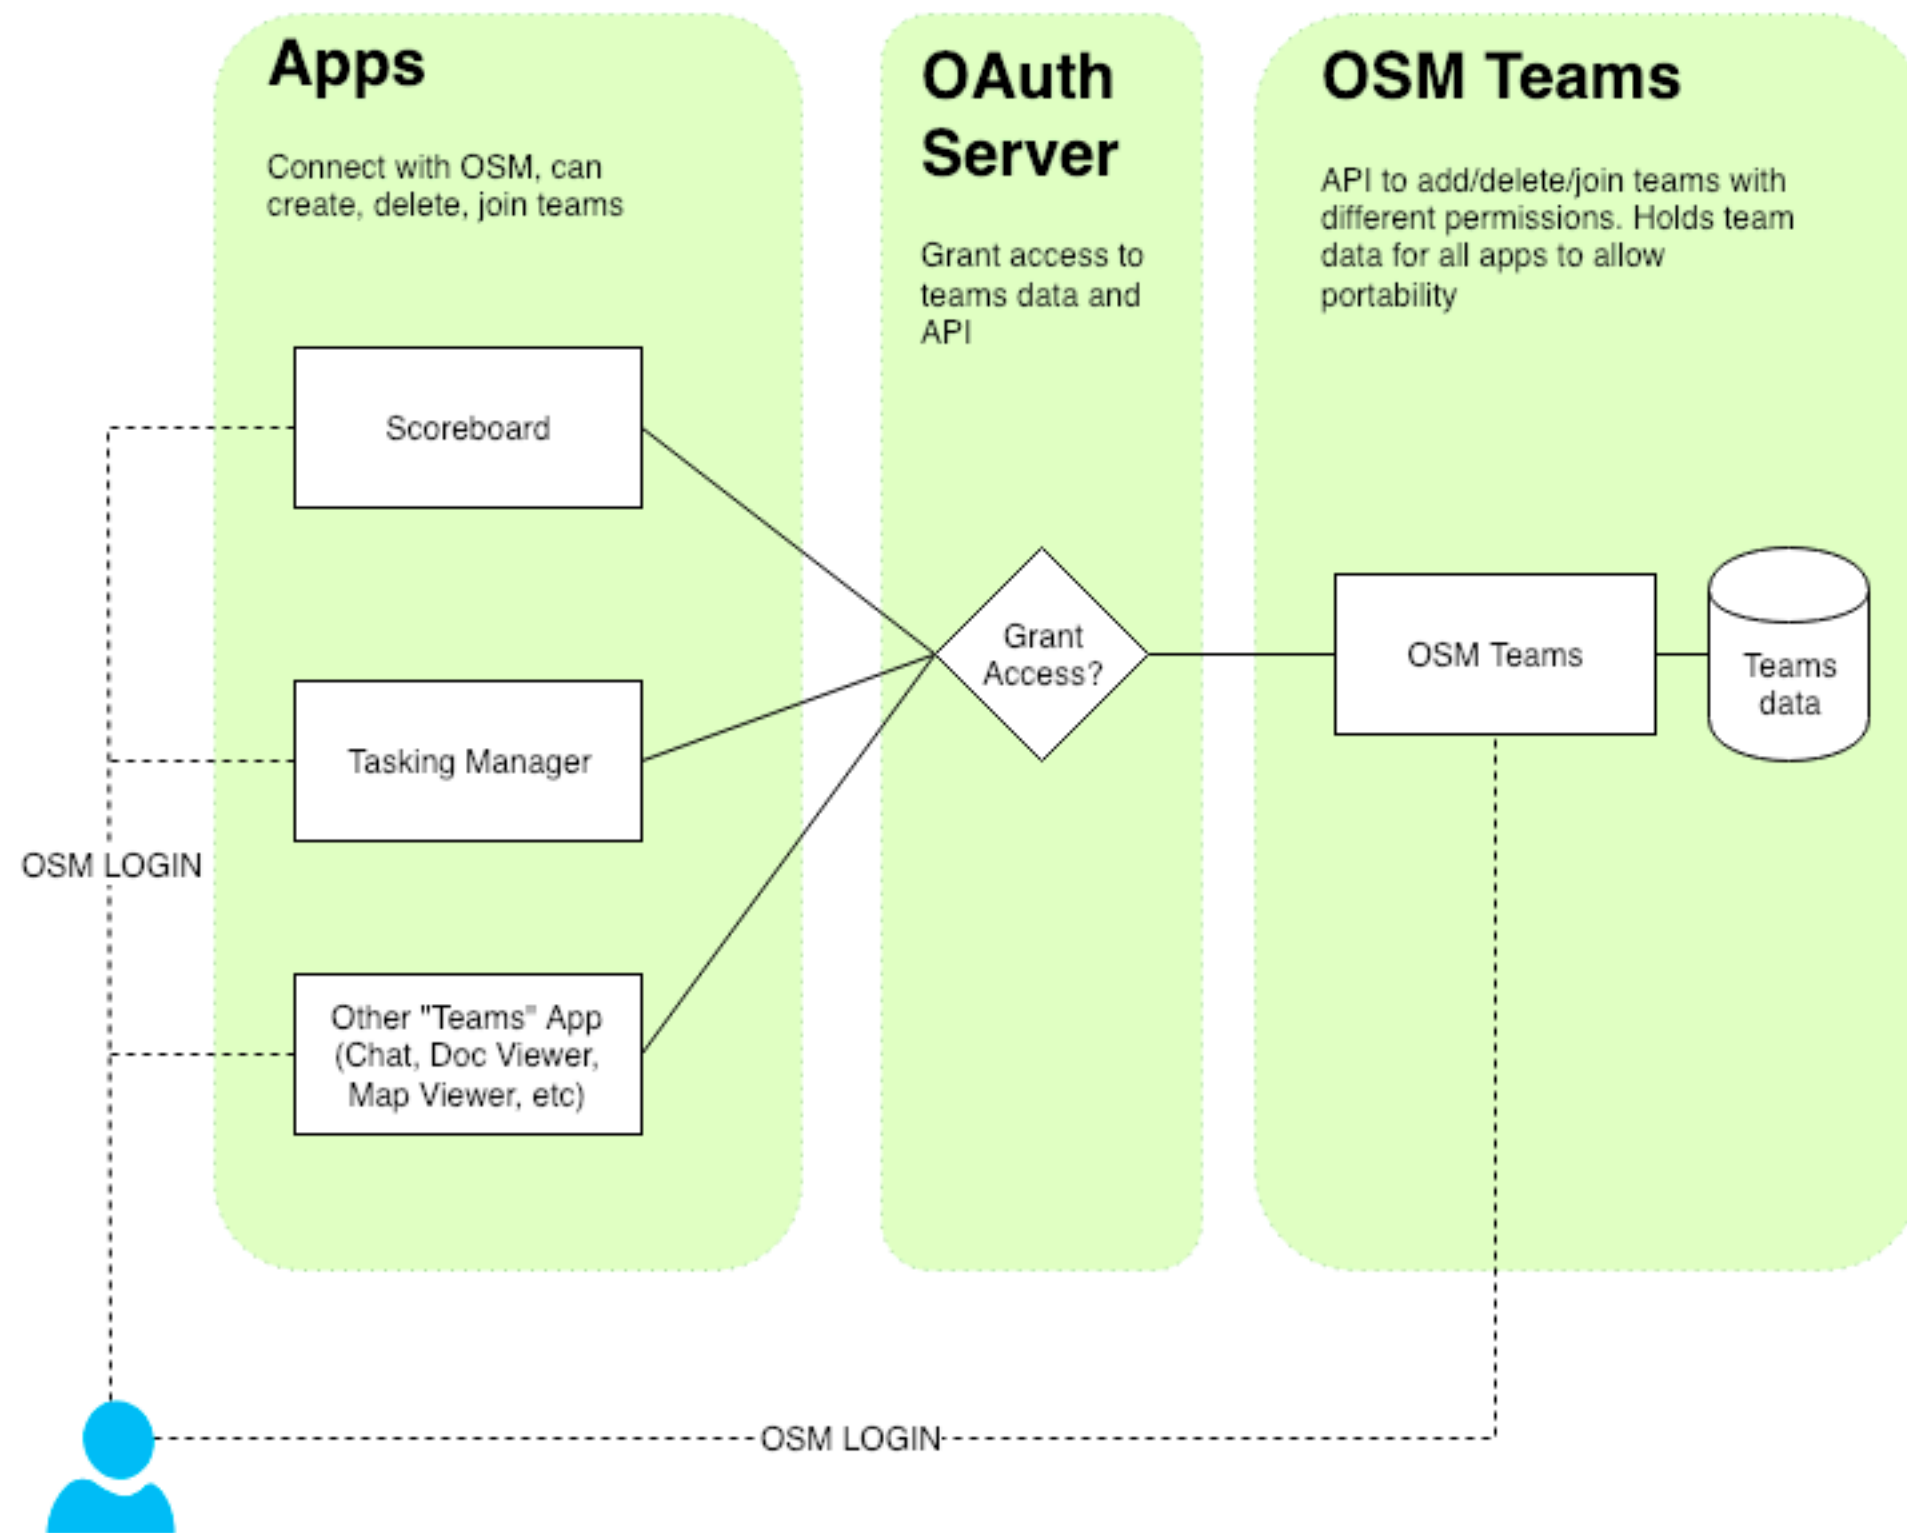 Apps
Connect with OSM, can
create, delete, join teams
OAuth
Server
Grant access to
teams data and
API
OSM Teams
API to add/delete/join teams with
different permissions. Holds team
data for all apps to allow
portability
Scoreboard
Tasking Manager
Other "Teams" App
(Chat, Doc Viewer,
Map Viewer, etc)
Grant
Access?
OSM Teams
Teams
data
OSM LOGIN
OSM LOGIN